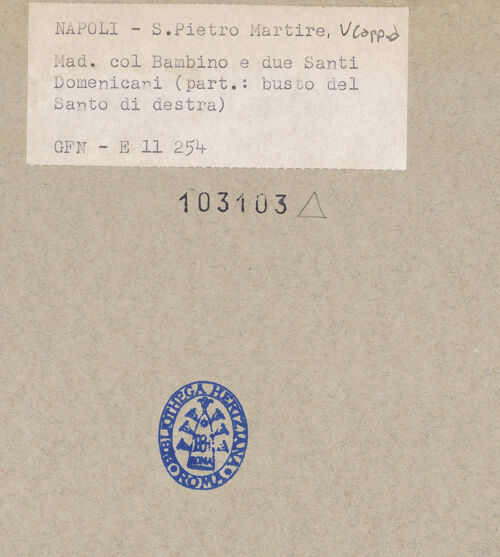 NAPOLI - S.Pietro Martire, V Capp.
Mad. col Bambino e due Santi
Domenicani (part.: busto del
Santo di destra)
GFN - E 11 254
103103
BIBLIOTHECA HERTZIANA
ROMA